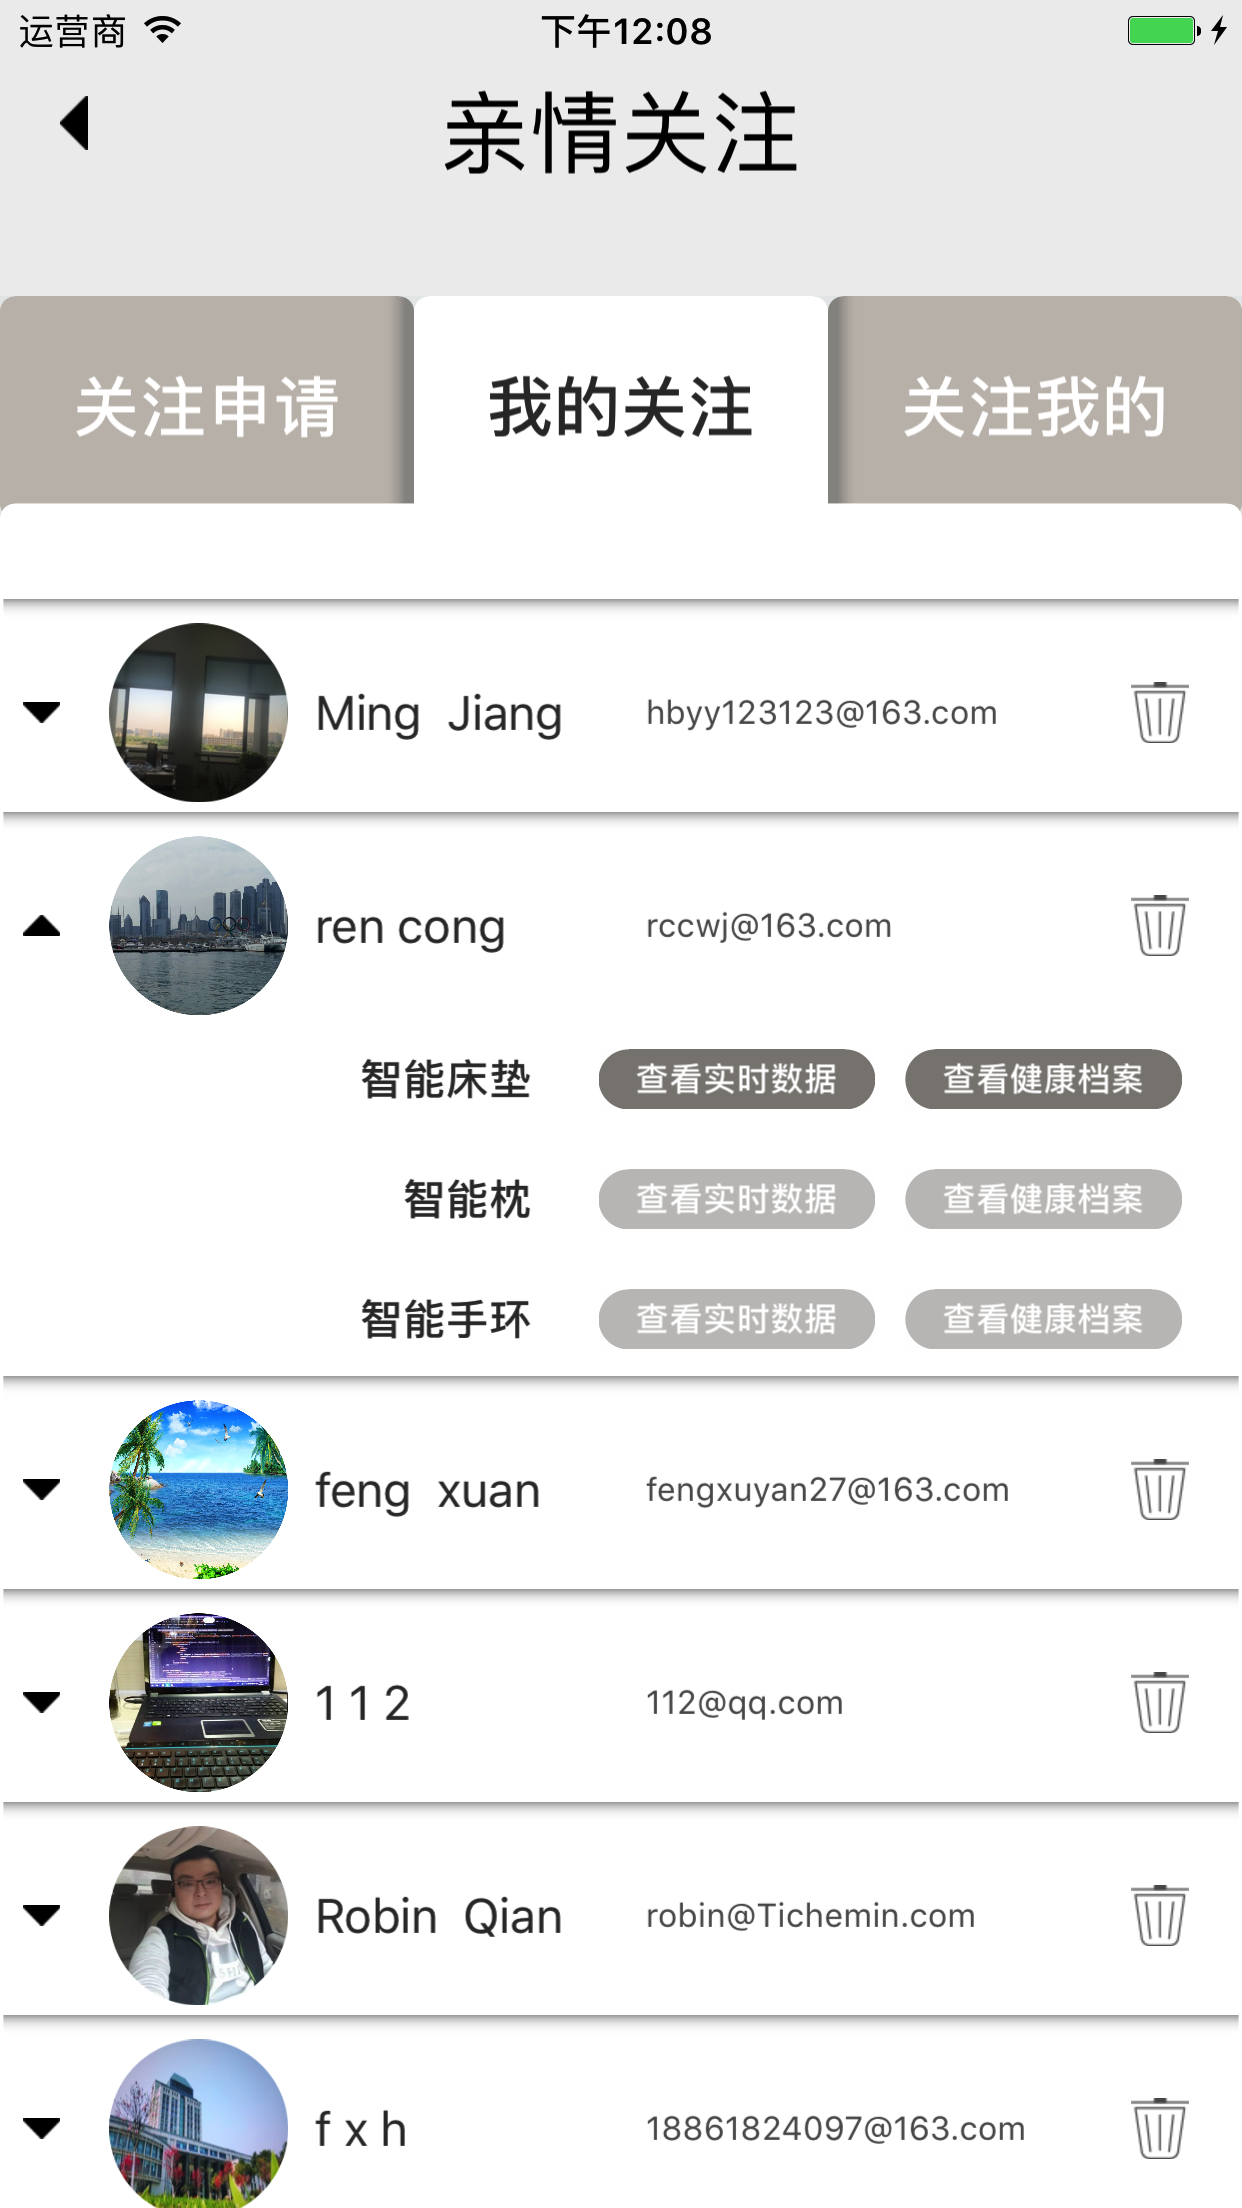 运营商 下午12:08
亲情关注
关注申请 我的关注 关注我的
Ming Jiang hbyy123123@163.com
ren cong rccwj@163.com
智能床垫 查看实时数据 查看健康档案
智能枕 查看实时数据 查看健康档案
智能手环 查看实时数据 查看健康档案
feng xuan fengxuyan27@163.com
1 1 2 112@qq.com
Robin Qian robin@Tichemin.com
f x h 18861824097@163.com